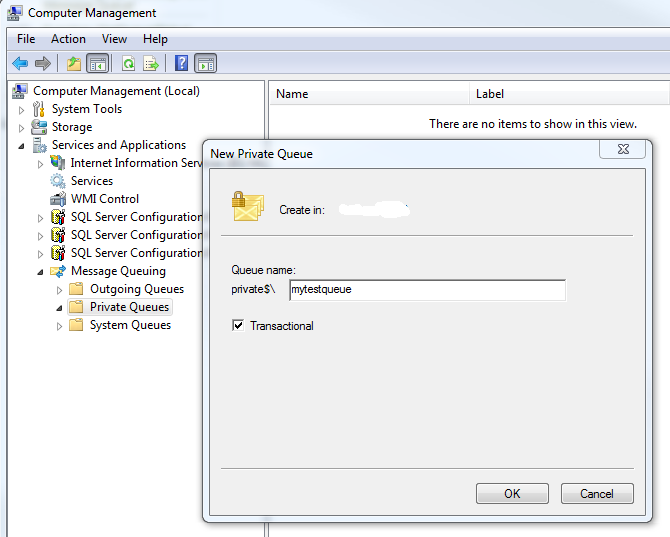 Computer Management
File Action View Help
Computer Management (Local)
System Tools
Storage
Services and Applications
Internet Information Serv
Services
WMI Control
SQL Server Configuration
SQL Server Configuration
SQL Server Configuration
Message Queuing
Outgoing Queues
Private Queues
System Queues
Name Label
There are no items to show in this view.
New Private Queue
Create in:
Queue name:
private$\ mytestqueue
Transactional
OK Cancel